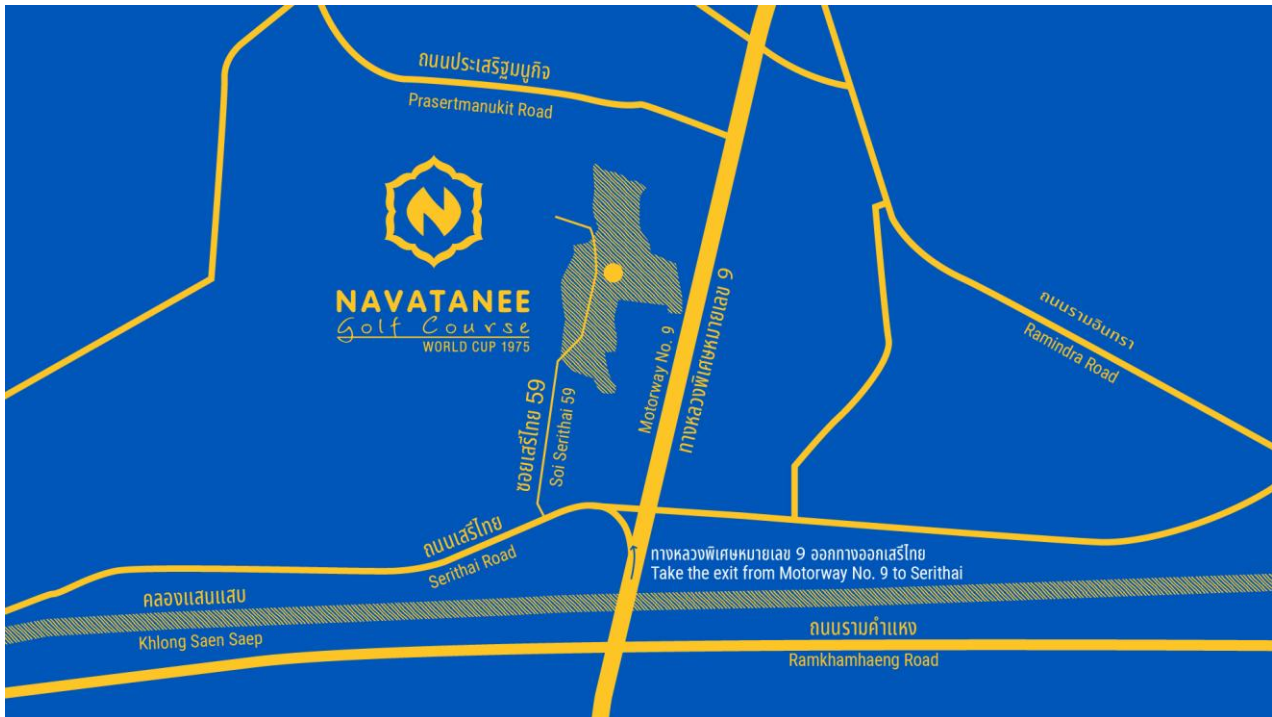 ถนนประเสริฐมนูกิจ
Prasertmanukit Road
N
NAVATANEE
Golf Course
WORLD CUP 1975
ทางหลวงพิเศษหมายเลข 9
Motorway No. 9
ถนนรามอินทรา
Ramindra Road
ซอยเสรีไทย 59
Soi Serithai 59
ถนนเสรีไทย
Serithai Road
ทางหลวงพิเศษหมายเลข 9 ออกทางออกเสรีไทย
Take the exit from Motorway No. 9 to Serithai
คลองแสนแสบ
Khlong Saen Saep
ถนนรามคำแหง
Ramkhamhaeng Road